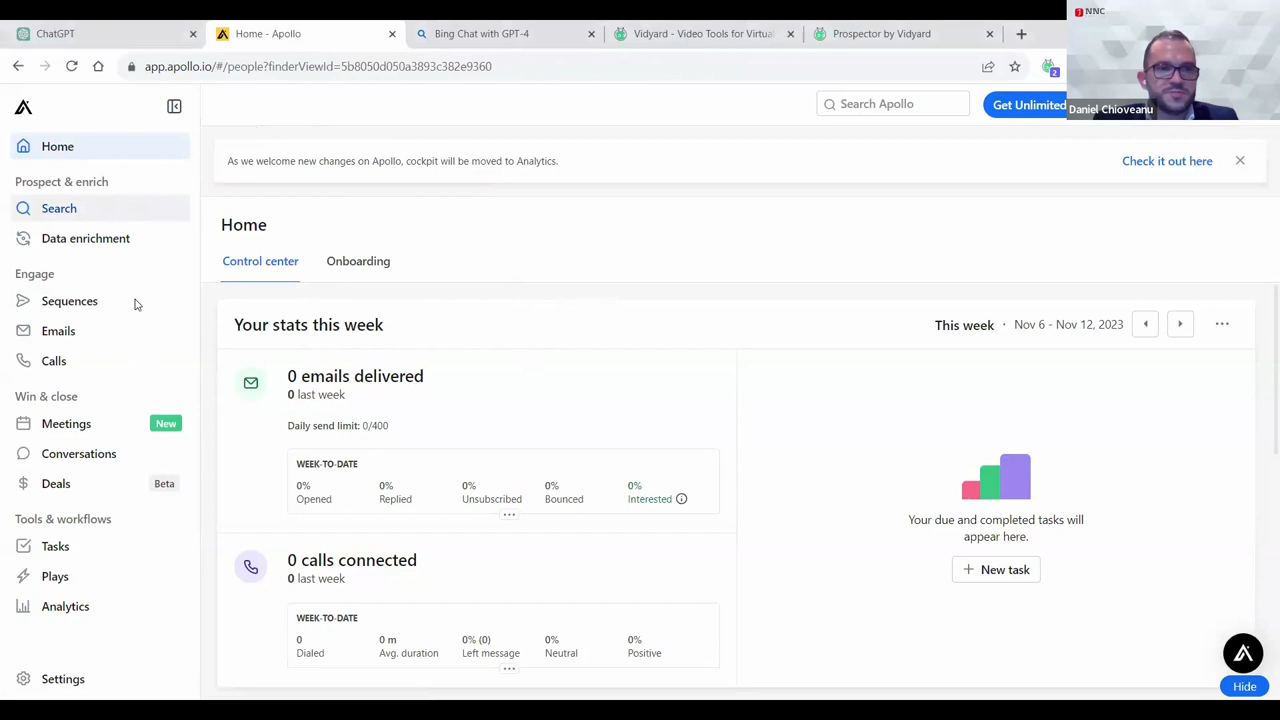 ChatGPT
Home - Apollo
Bing Chat with GPT-4
Vidyard - Video Tools for Virtual
Prospector by Vidyard
NNC
app.apollo.io/#/people?finderViewId=5b8050d050a3893c382e9360
2
Daniel Chioveanu
Search Apollo
Get Unlimited
Home
Prospect & enrich
Search
Data enrichment
Engage
Sequences
Emails
Calls
Win & close
Meetings New
Conversations
Deals Beta
Tools & workflows
Tasks
Plays
Analytics
Settings
As we welcome new changes on Apollo, cockpit will be moved to Analytics.
Check it out here
Home
Control center Onboarding
Your stats this week
This week · Nov 6 - Nov 12, 2023
0 emails delivered
0 last week
Daily send limit: 0/400
WEEK-TO-DATE
0% 0% 0% 0% 0%
Opened Replied Unsubscribed Bounced Interested
0 calls connected
0 last week
WEEK-TO-DATE
0 0 m 0% (0) 0% 0%
Dialed Avg. duration Left message Neutral Positive
Your due and completed tasks will
appear here.
New task
Hide